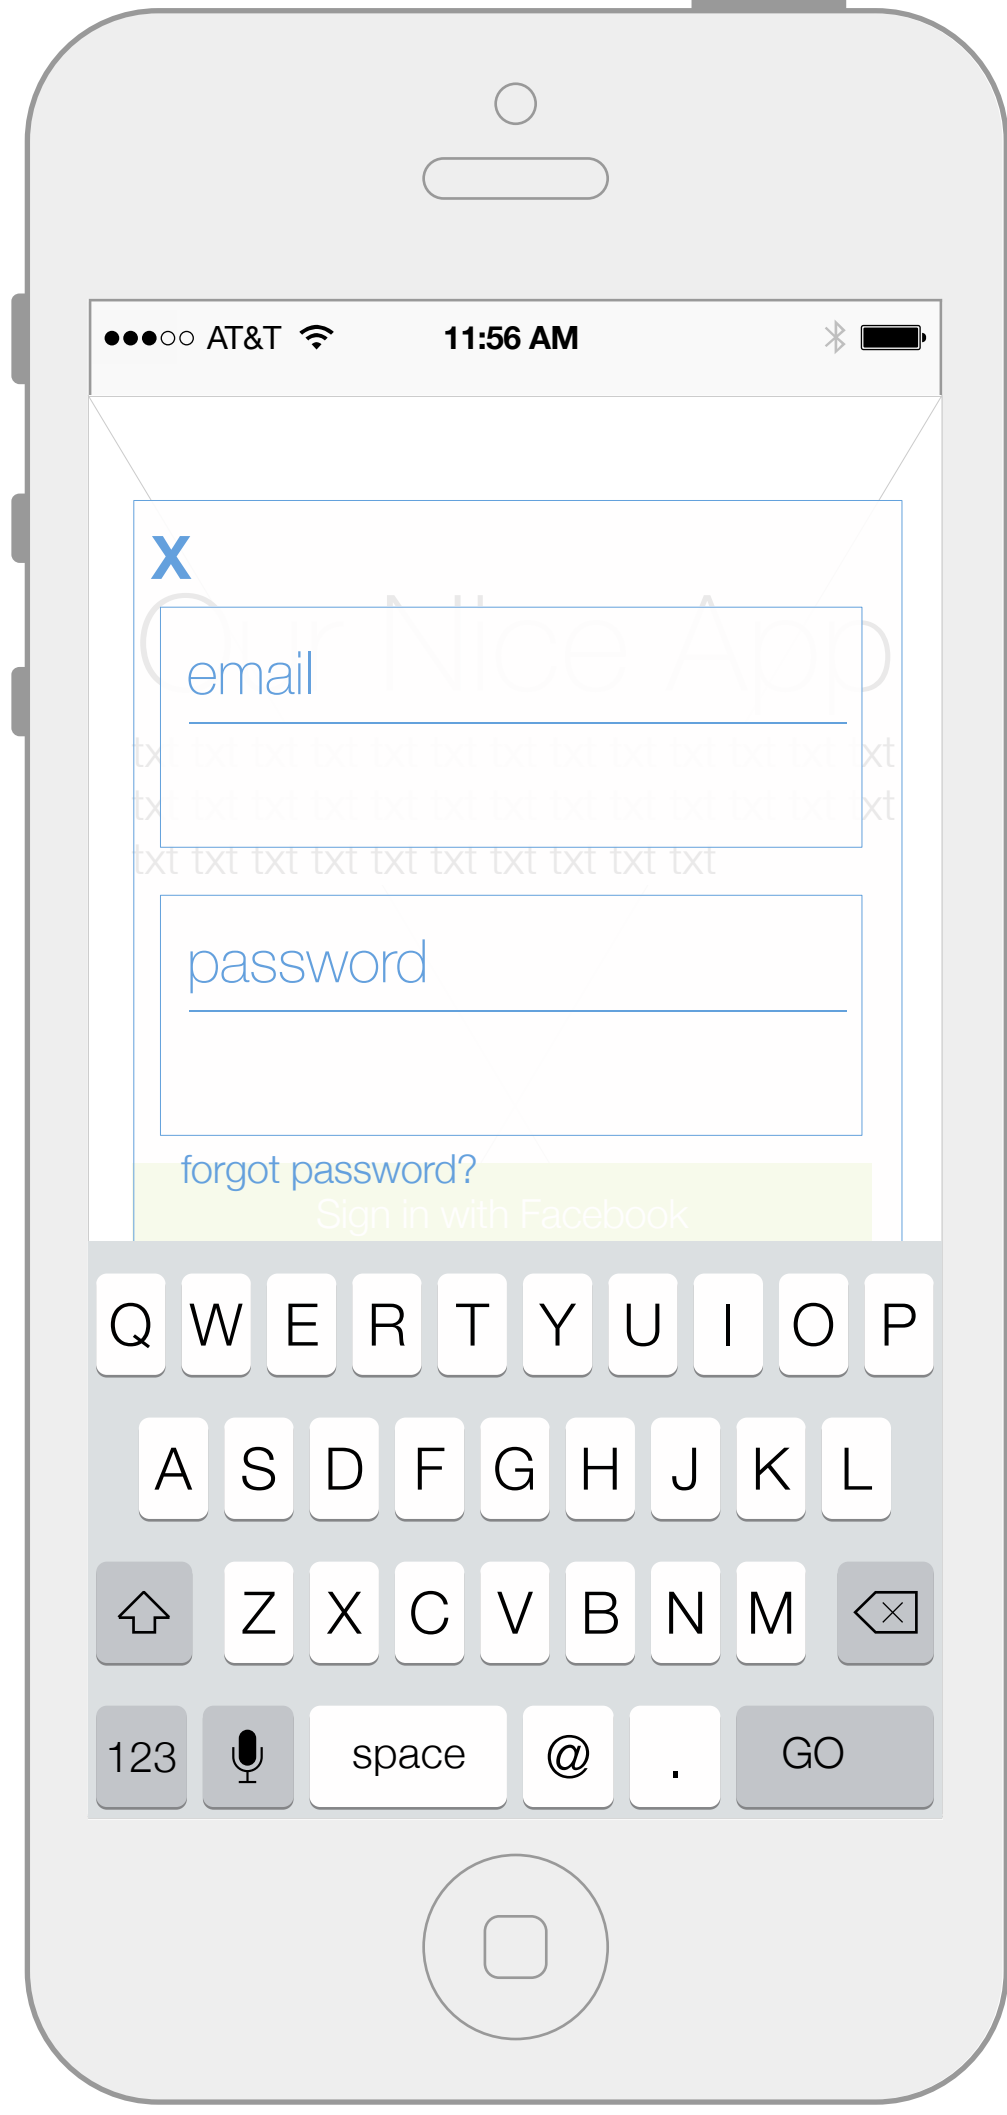 AT&T 11:56 AM
X
Our NIce App
email
txt txt txt txt txt txt txt txt txt txt txt txt txt
txt txt txt txt txt txt txt txt txt txt txt txt txt
txt txt txt txt txt txt txt txt txt txt
password
forgot password?
Sign in with Facebook
Q W E R T Y U I O P
A S D F G H J K L
Z X C V B N M
123 space @ . GO